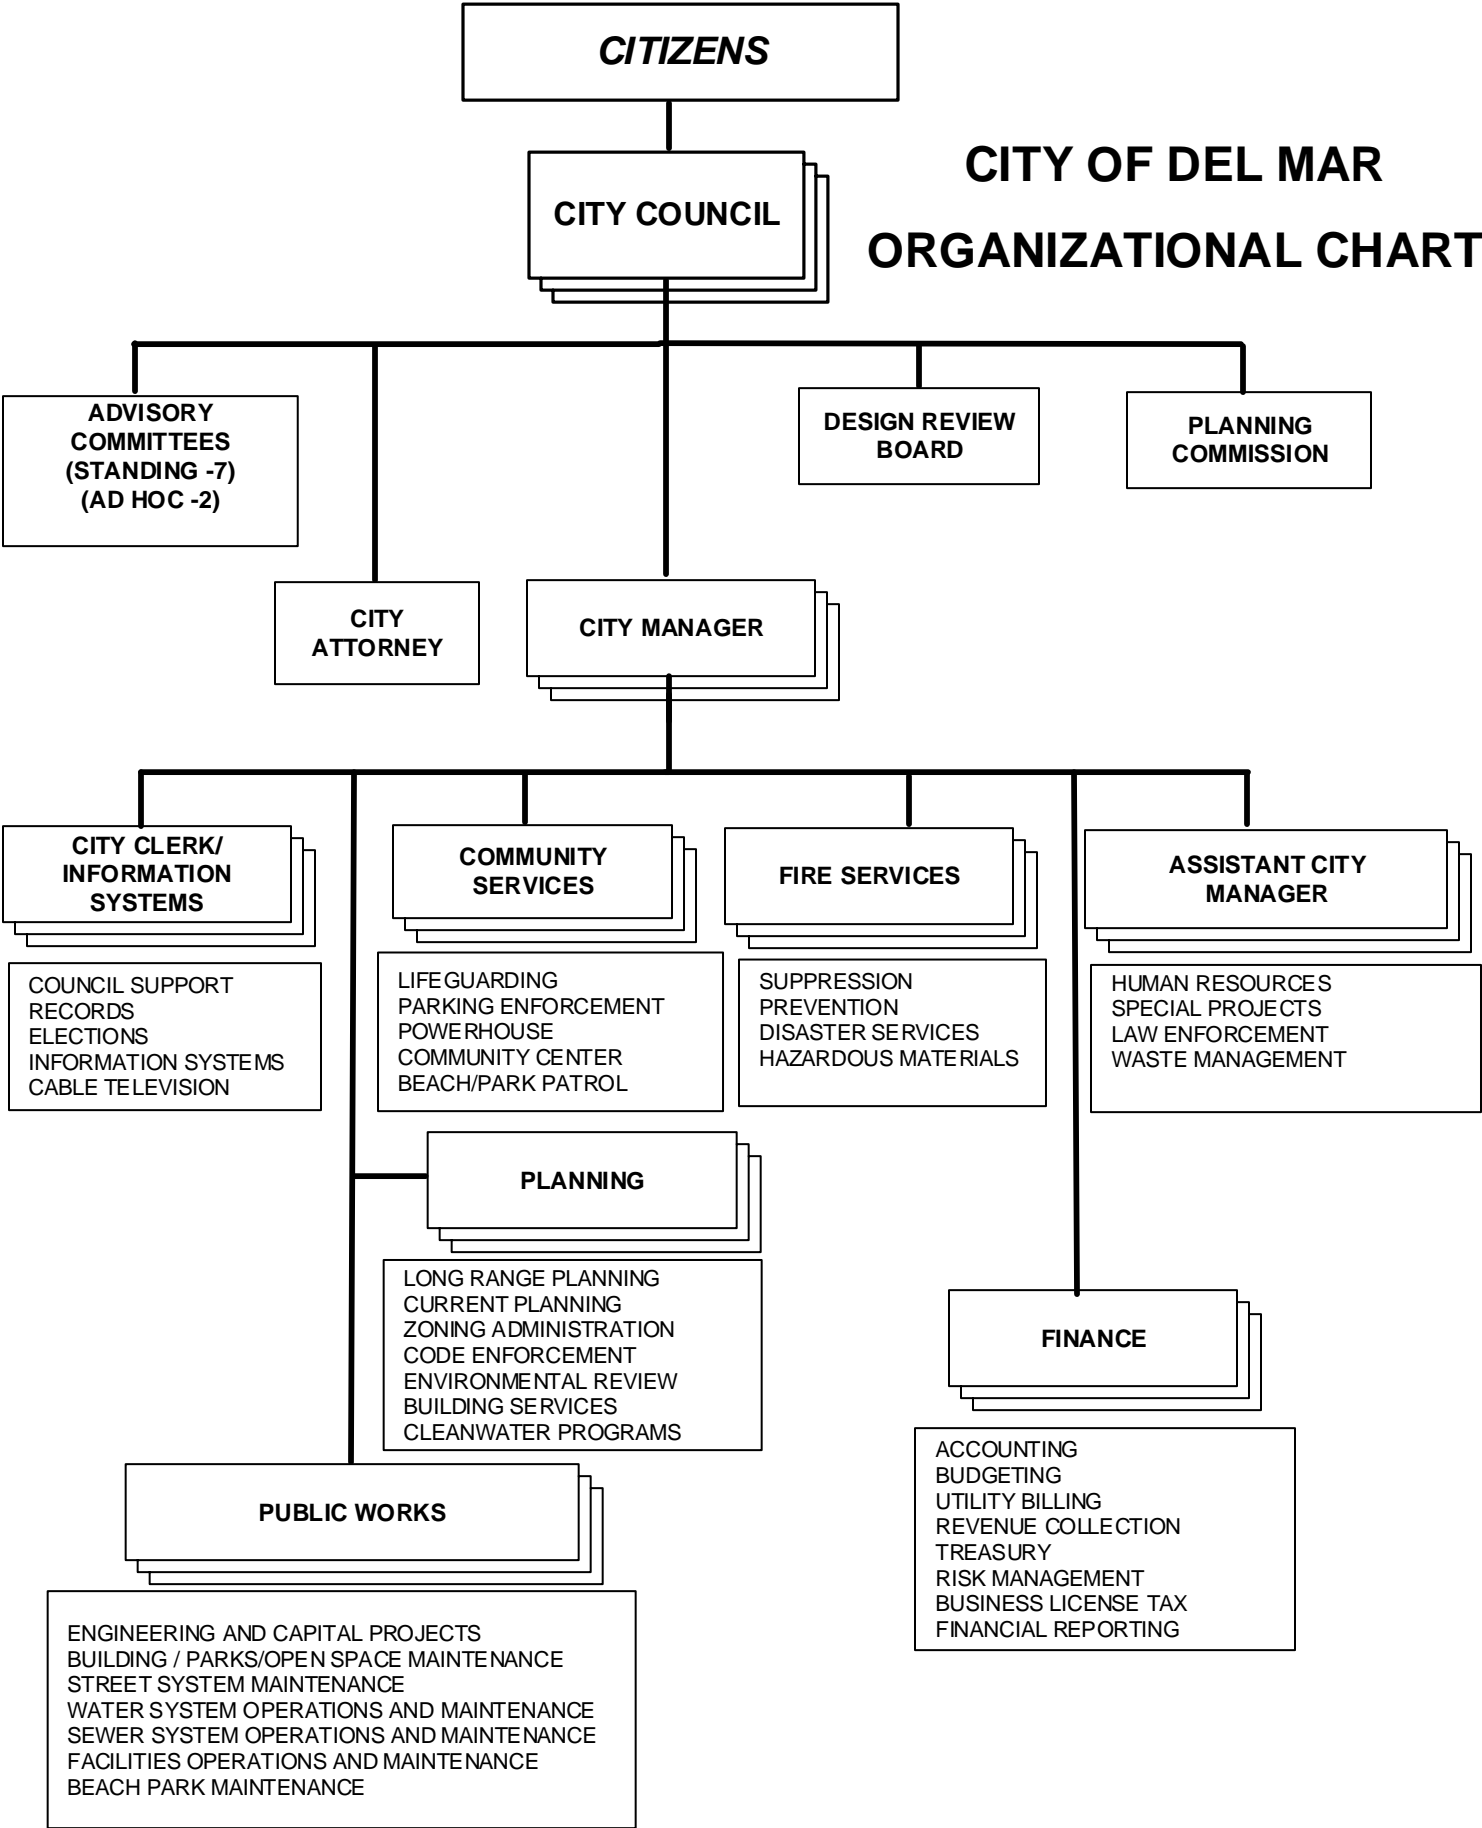 CITIZENS
CITY COUNCIL
CITY OF DEL MAR
ORGANIZATIONAL CHART
ADVISORY
COMMITTEES
(STANDING -7)
(AD HOC -2)
DESIGN REVIEW
BOARD
PLANNING
COMMISSION
CITY
ATTORNEY
CITY MANAGER
CITY CLERK/
INFORMATION
SYSTEMS
COUNCIL SUPPORT
RECORDS
ELECTIONS
INFORMATION SYSTEMS
CABLE TELEVISION
COMMUNITY
SERVICES
LIFEGUARDING
PARKING ENFORCEMENT
POWERHOUSE
COMMUNITY CENTER
BEACH/PARK PATROL
FIRE SERVICES
SUPPRESSION
PREVENTION
DISASTER SERVICES
HAZARDOUS MATERIALS
ASSISTANT CITY
MANAGER
HUMAN RESOURCES
SPECIAL PROJECTS
LAW ENFORCEMENT
WASTE MANAGEMENT
PLANNING
LONG RANGE PLANNING
CURRENT PLANNING
ZONING ADMINISTRATION
CODE ENFORCEMENT
ENVIRONMENTAL REVIEW
BUILDING SERVICES
CLEANWATER PROGRAMS
FINANCE
ACCOUNTING
BUDGETING
UTILITY BILLING
REVENUE COLLECTION
TREASURY
RISK MANAGEMENT
BUSINESS LICENSE TAX
FINANCIAL REPORTING
PUBLIC WORKS
ENGINEERING AND CAPITAL PROJECTS
BUILDING / PARKS/OPEN SPACE MAINTENANCE
STREET SYSTEM MAINTENANCE
WATER SYSTEM OPERATIONS AND MAINTENANCE
SEWER SYSTEM OPERATIONS AND MAINTENANCE
FACILITIES OPERATIONS AND MAINTENANCE
BEACH PARK MAINTENANCE